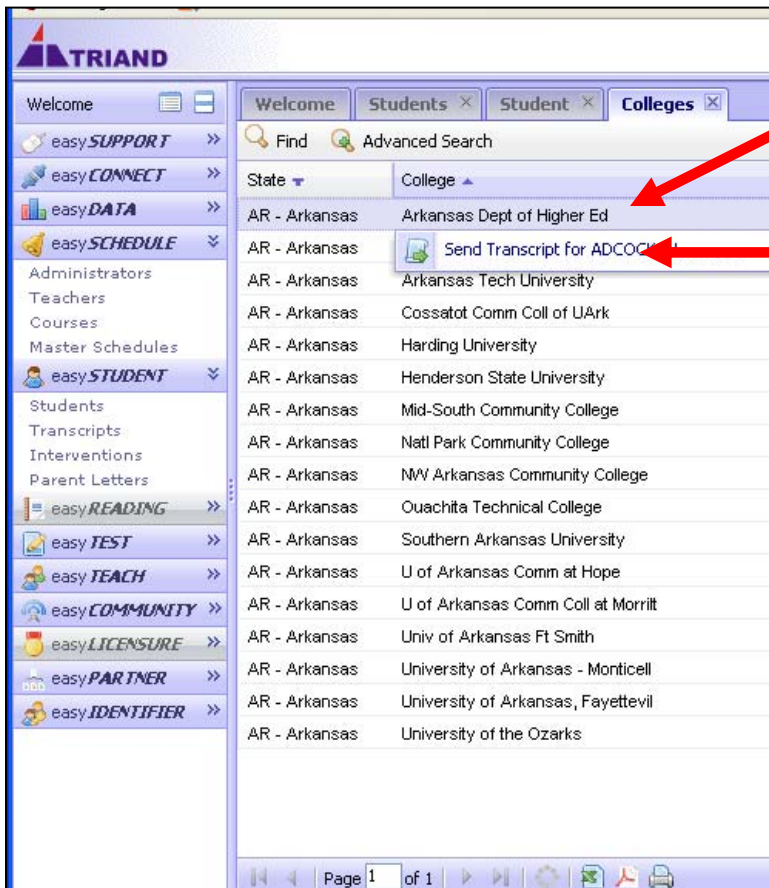 TRIAND
Welcome
easySUPPORT
easyCONNECT
easyDATA
easySCHEDULE
Administrators
Teachers
Courses
Master Schedules
easySTUDENT
Students
Transcripts
Interventions
Parent Letters
easyREADING
easyTEST
easyTEACH
easyCOMMUNITY
easyLICENSURE
easyPARTNER
easyIDENTIFIER
Welcome Students Student Colleges
Find Advanced Search
State College
AR - Arkansas Arkansas Dept of Higher Ed
AR - Arkansas
Send Transcript for
AR - Arkansas Arkansas Tech University
AR - Arkansas Cossatot Comm Coll of UArk
AR - Arkansas Harding University
AR - Arkansas Henderson State University
AR - Arkansas Mid-South Community College
AR - Arkansas Natl Park Community College
AR - Arkansas NW Arkansas Community College
AR - Arkansas Ouachita Technical College
AR - Arkansas Southern Arkansas University
AR - Arkansas U of Arkansas Comm at Hope
AR - Arkansas U of Arkansas Comm Coll at Morrilt
AR - Arkansas Univ of Arkansas Ft Smith
AR - Arkansas University of Arkansas - Monticell
AR - Arkansas University of Arkansas, Fayettevil
AR - Arkansas University of the Ozarks
Page 1 of 1